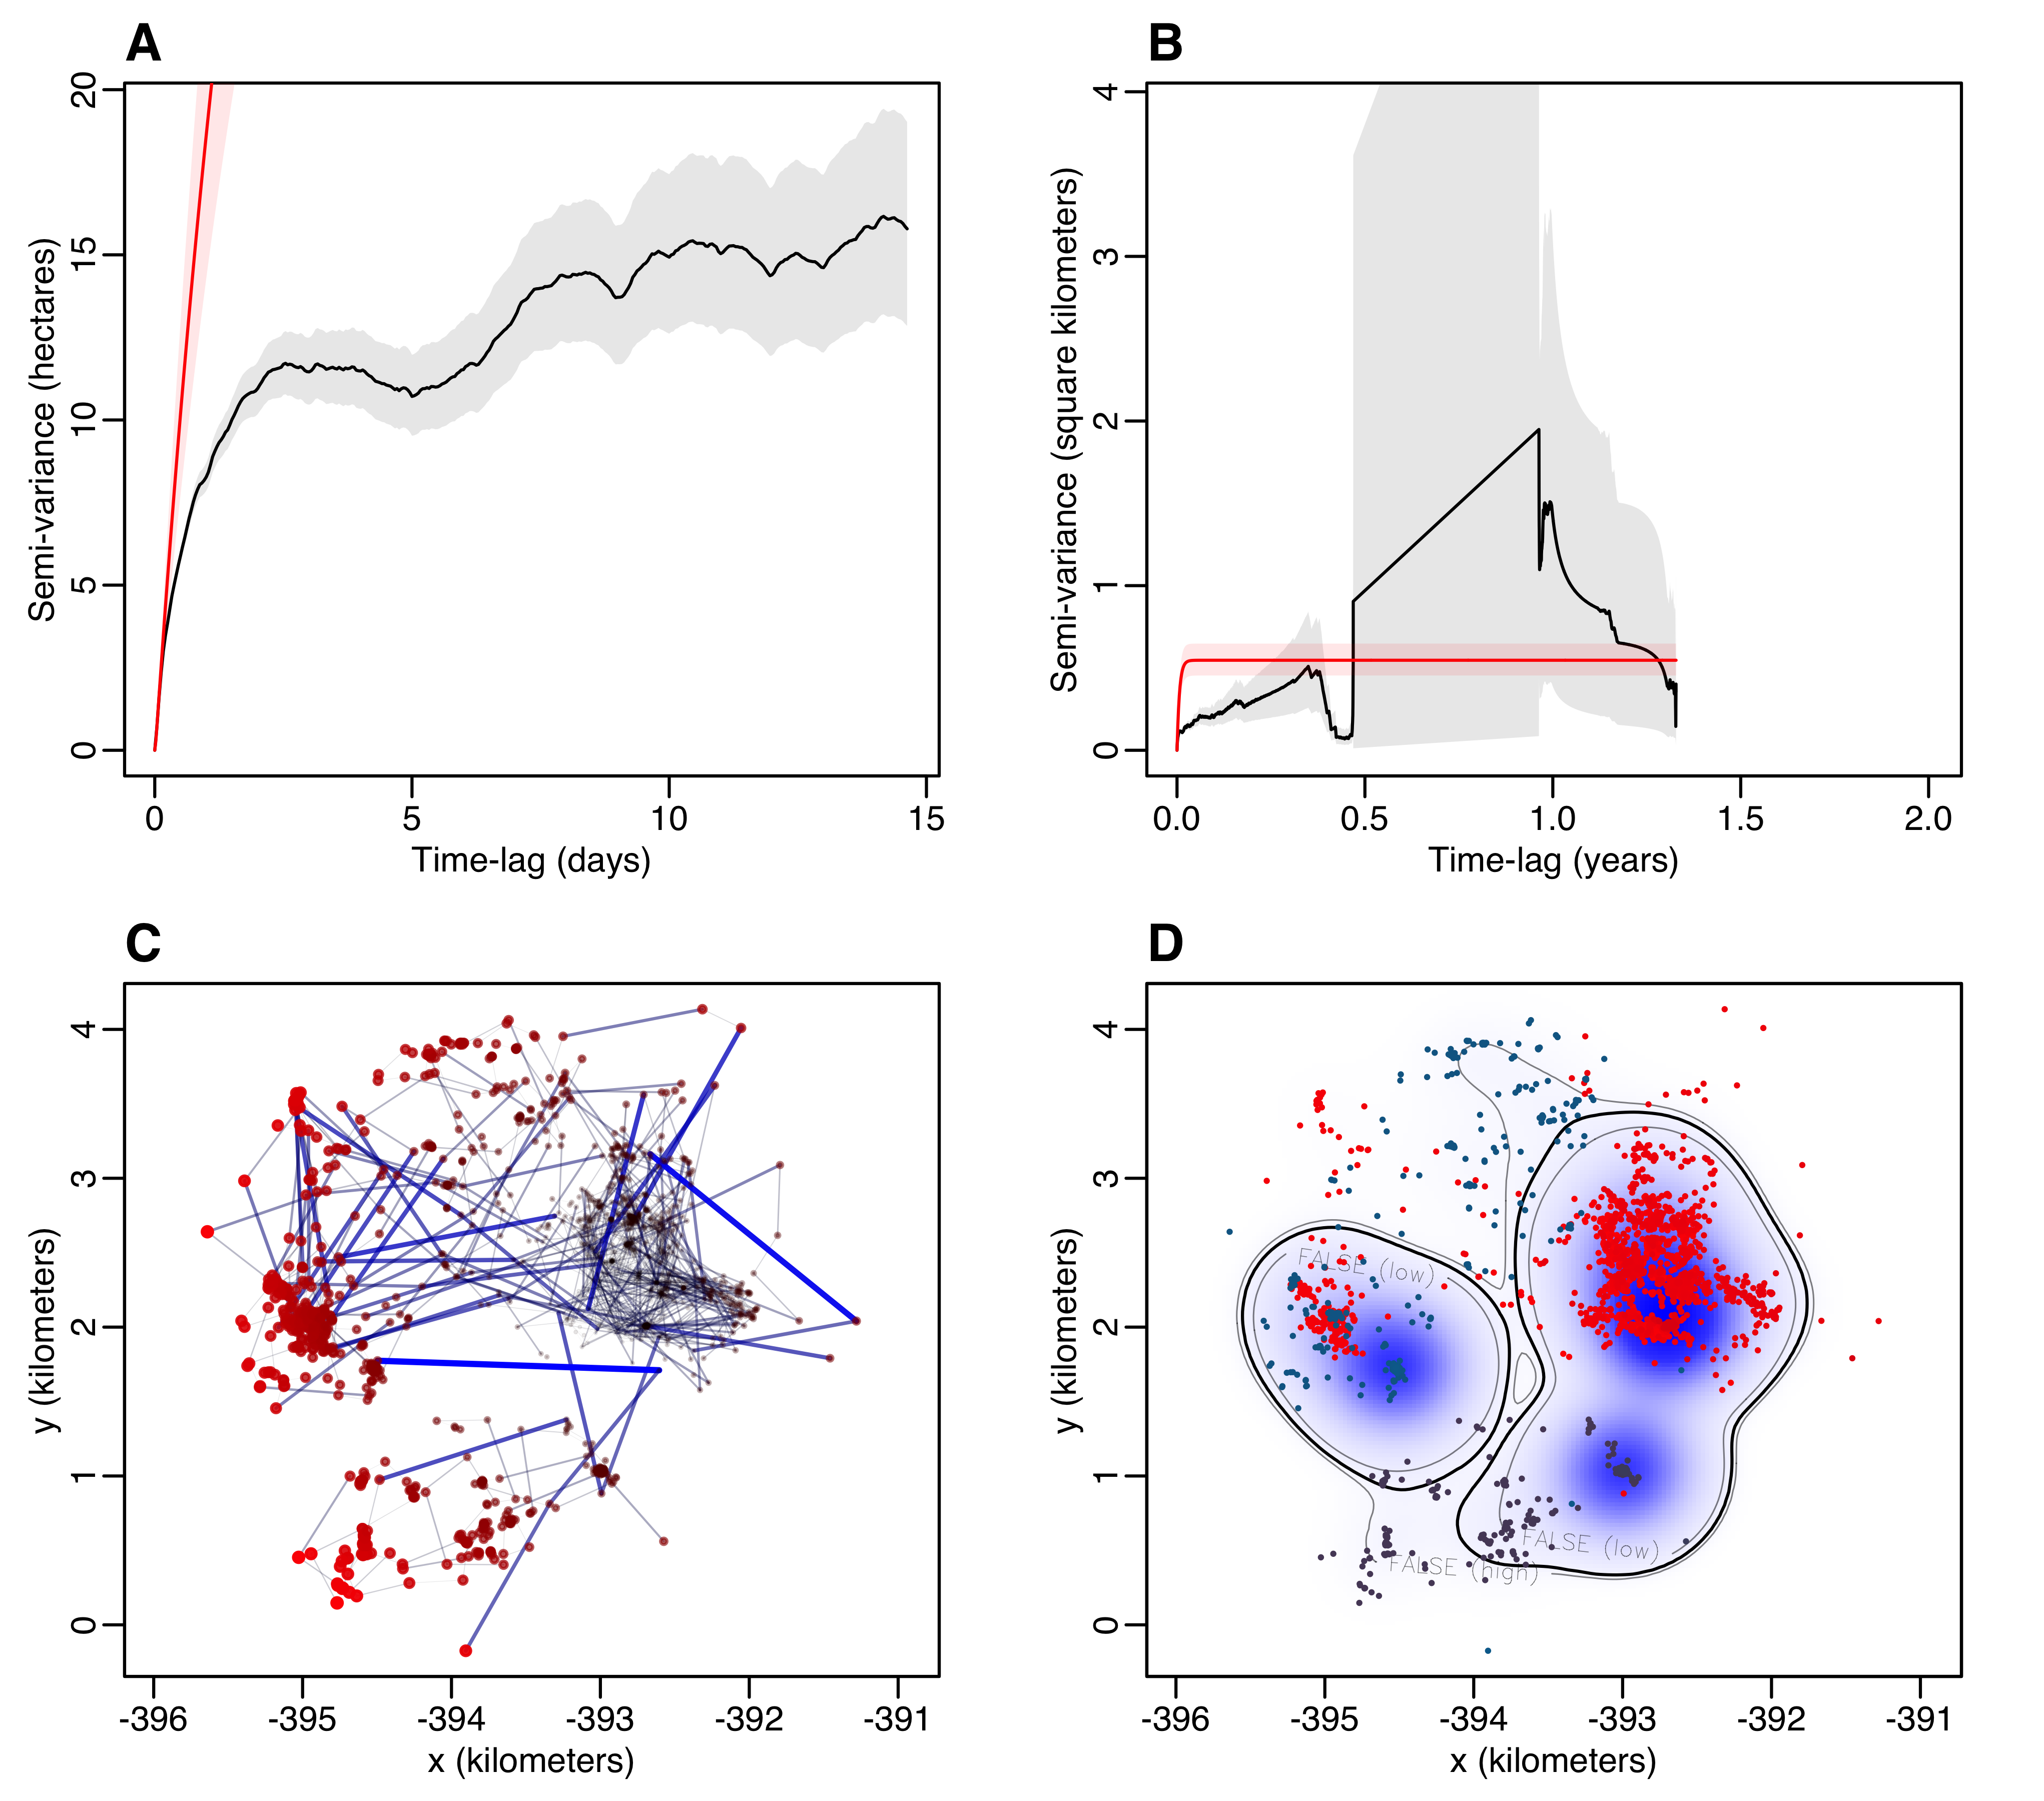 A
Semi-variance (hectares)
20
15
10
5
0
0 5 10 15
Time-lag (days)
B
Semi-variance (square kilometers)
4
3
2
1
0
0.0 0.5 1.0 1.5 2.0
Time-lag (years)
C
y (kilometers)
4
3
2
1
0
-396 -395 -394 -393 -392 -391
x (kilometers)
D
y (kilometers)
4
3
2
1
0
FALSE (low)
FALSE (low)
FALSE (high)
-396 -395 -394 -393 -392 -391
x (kilometers)